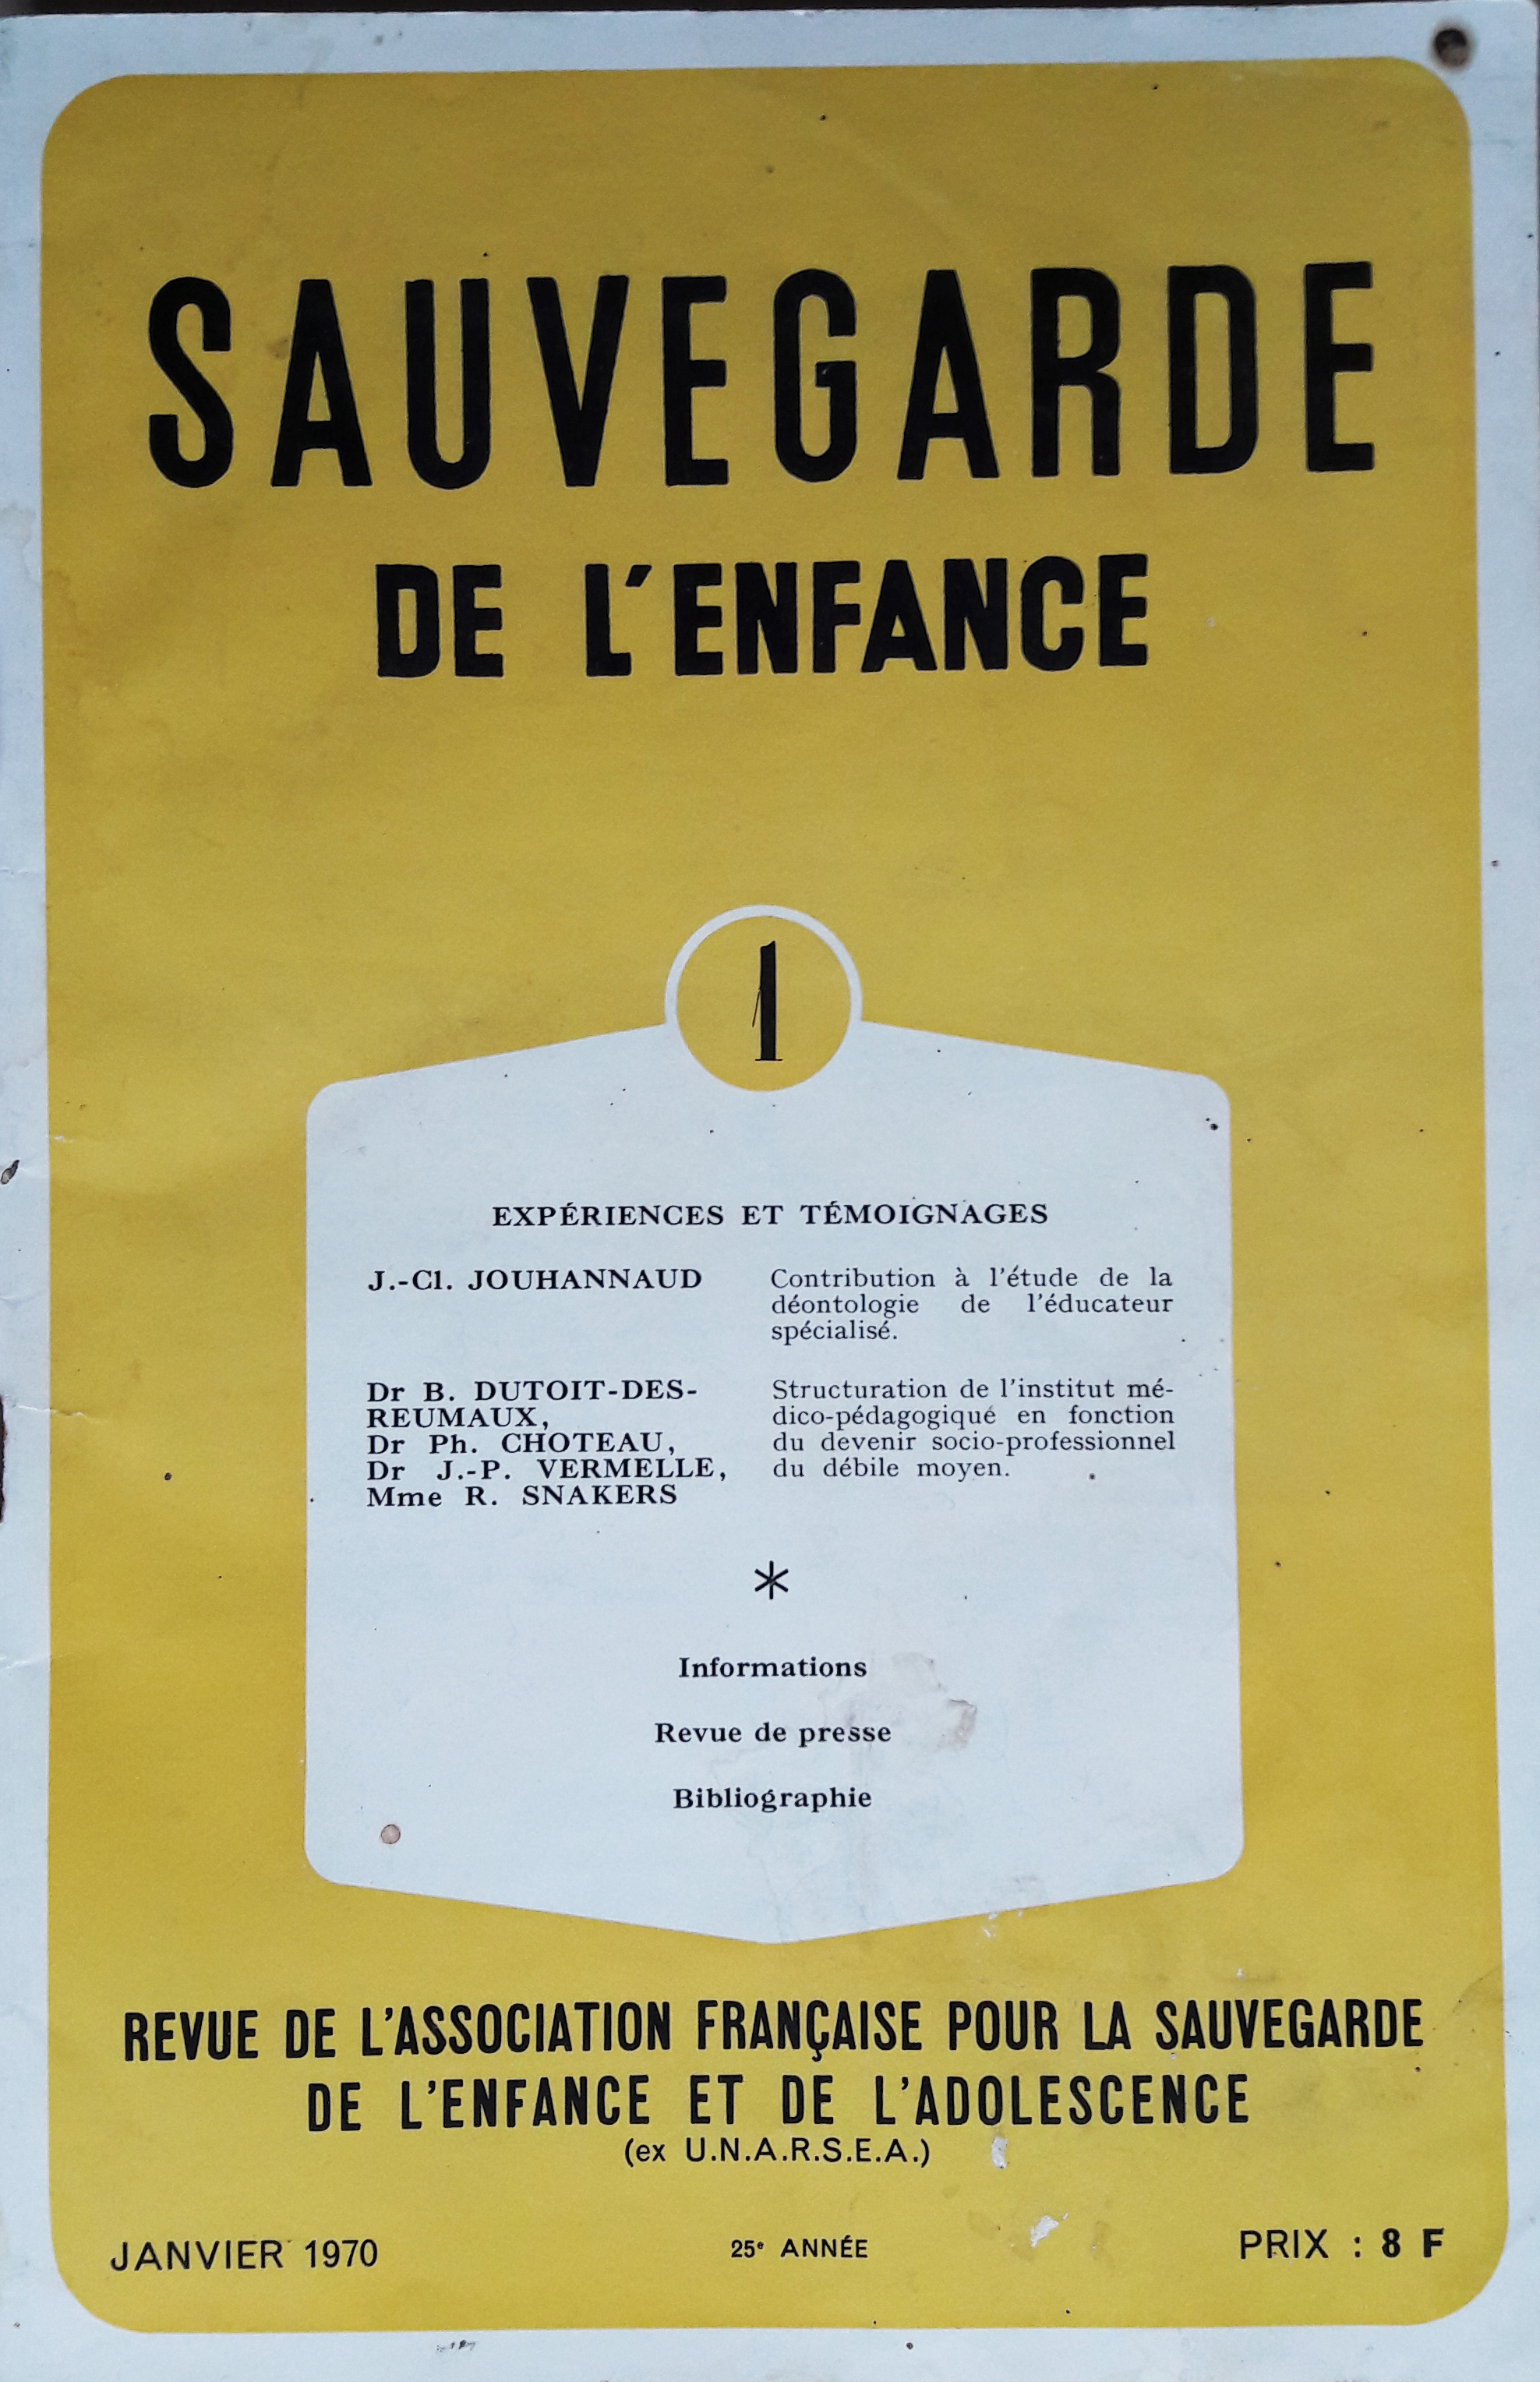 SAUVEGARDE
DE L'ENFANCE
1
EXPÉRIENCES ET TÉMOIGNAGES
J.-Cl. JOUHANNAUD
Contribution à l'étude de la
déontologie de l'éducateur
spécialisé.
Dr B. DUTOIT-DES-
REUMAUX,
Dr Ph. CHOTEAU,
Dr J.-P. VERMELLE,
Mme R. SNAKERS
Structuration de l'institut mé-
dico-pédagogique en fonction
du devenir socio-professionnel
du débile moyen.
*
Informations
Revue de presse
Bibliographie
REVUE DE L'ASSOCIATION FRANÇAISE POUR LA SAUVEGARDE
DE L'ENFANCE ET DE L'ADOLESCENCE
(ex U.N.A.R.S.E.A.)
JANVIER 1970
25e ANNÉE
PRIX : 8 F